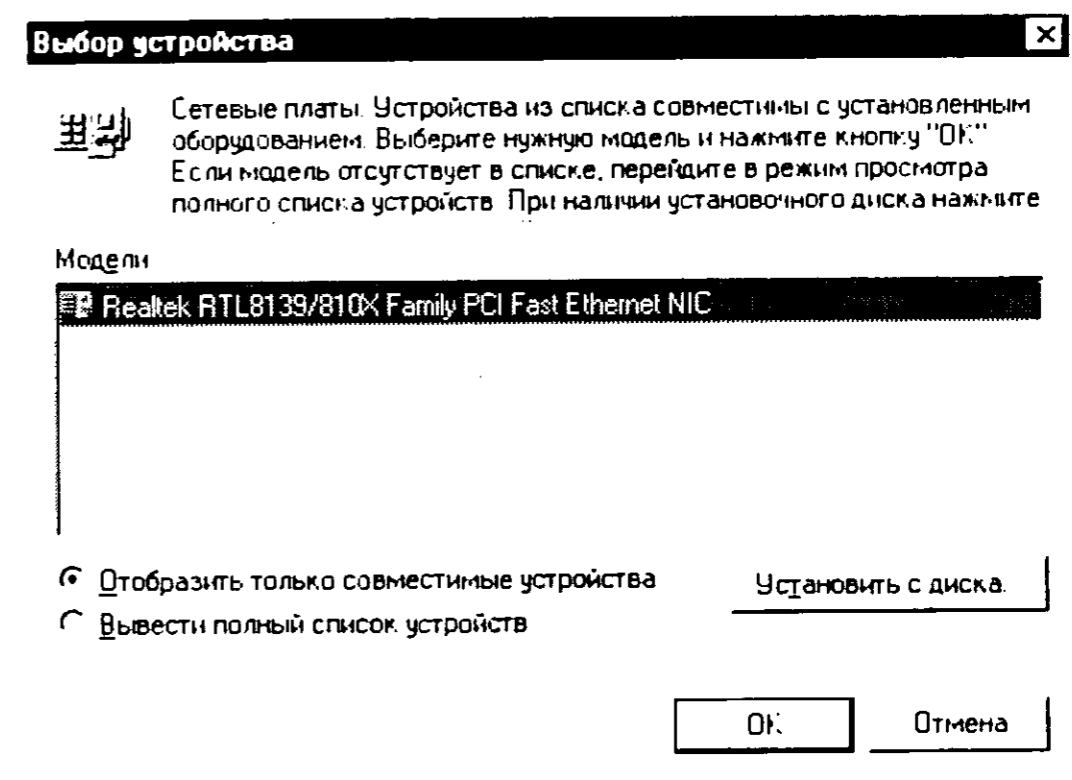 Выбор устройства
Сетевые платы. Устройства из списка совместимы с установленным
оборудованием. Выберите нужную модель и нажмите кнопку "OK"
Если модель отсутствует в списке, перейдите в режим просмотра
полного списка устройств. При наличии установочного диска нажмите
Модели
Realtek RTL8139/810X Family PCI Fast Ethernet NIC
Отобразить только совместимые устройства
Установить с диска.
Вывести полный список устройств
OK
Отмена